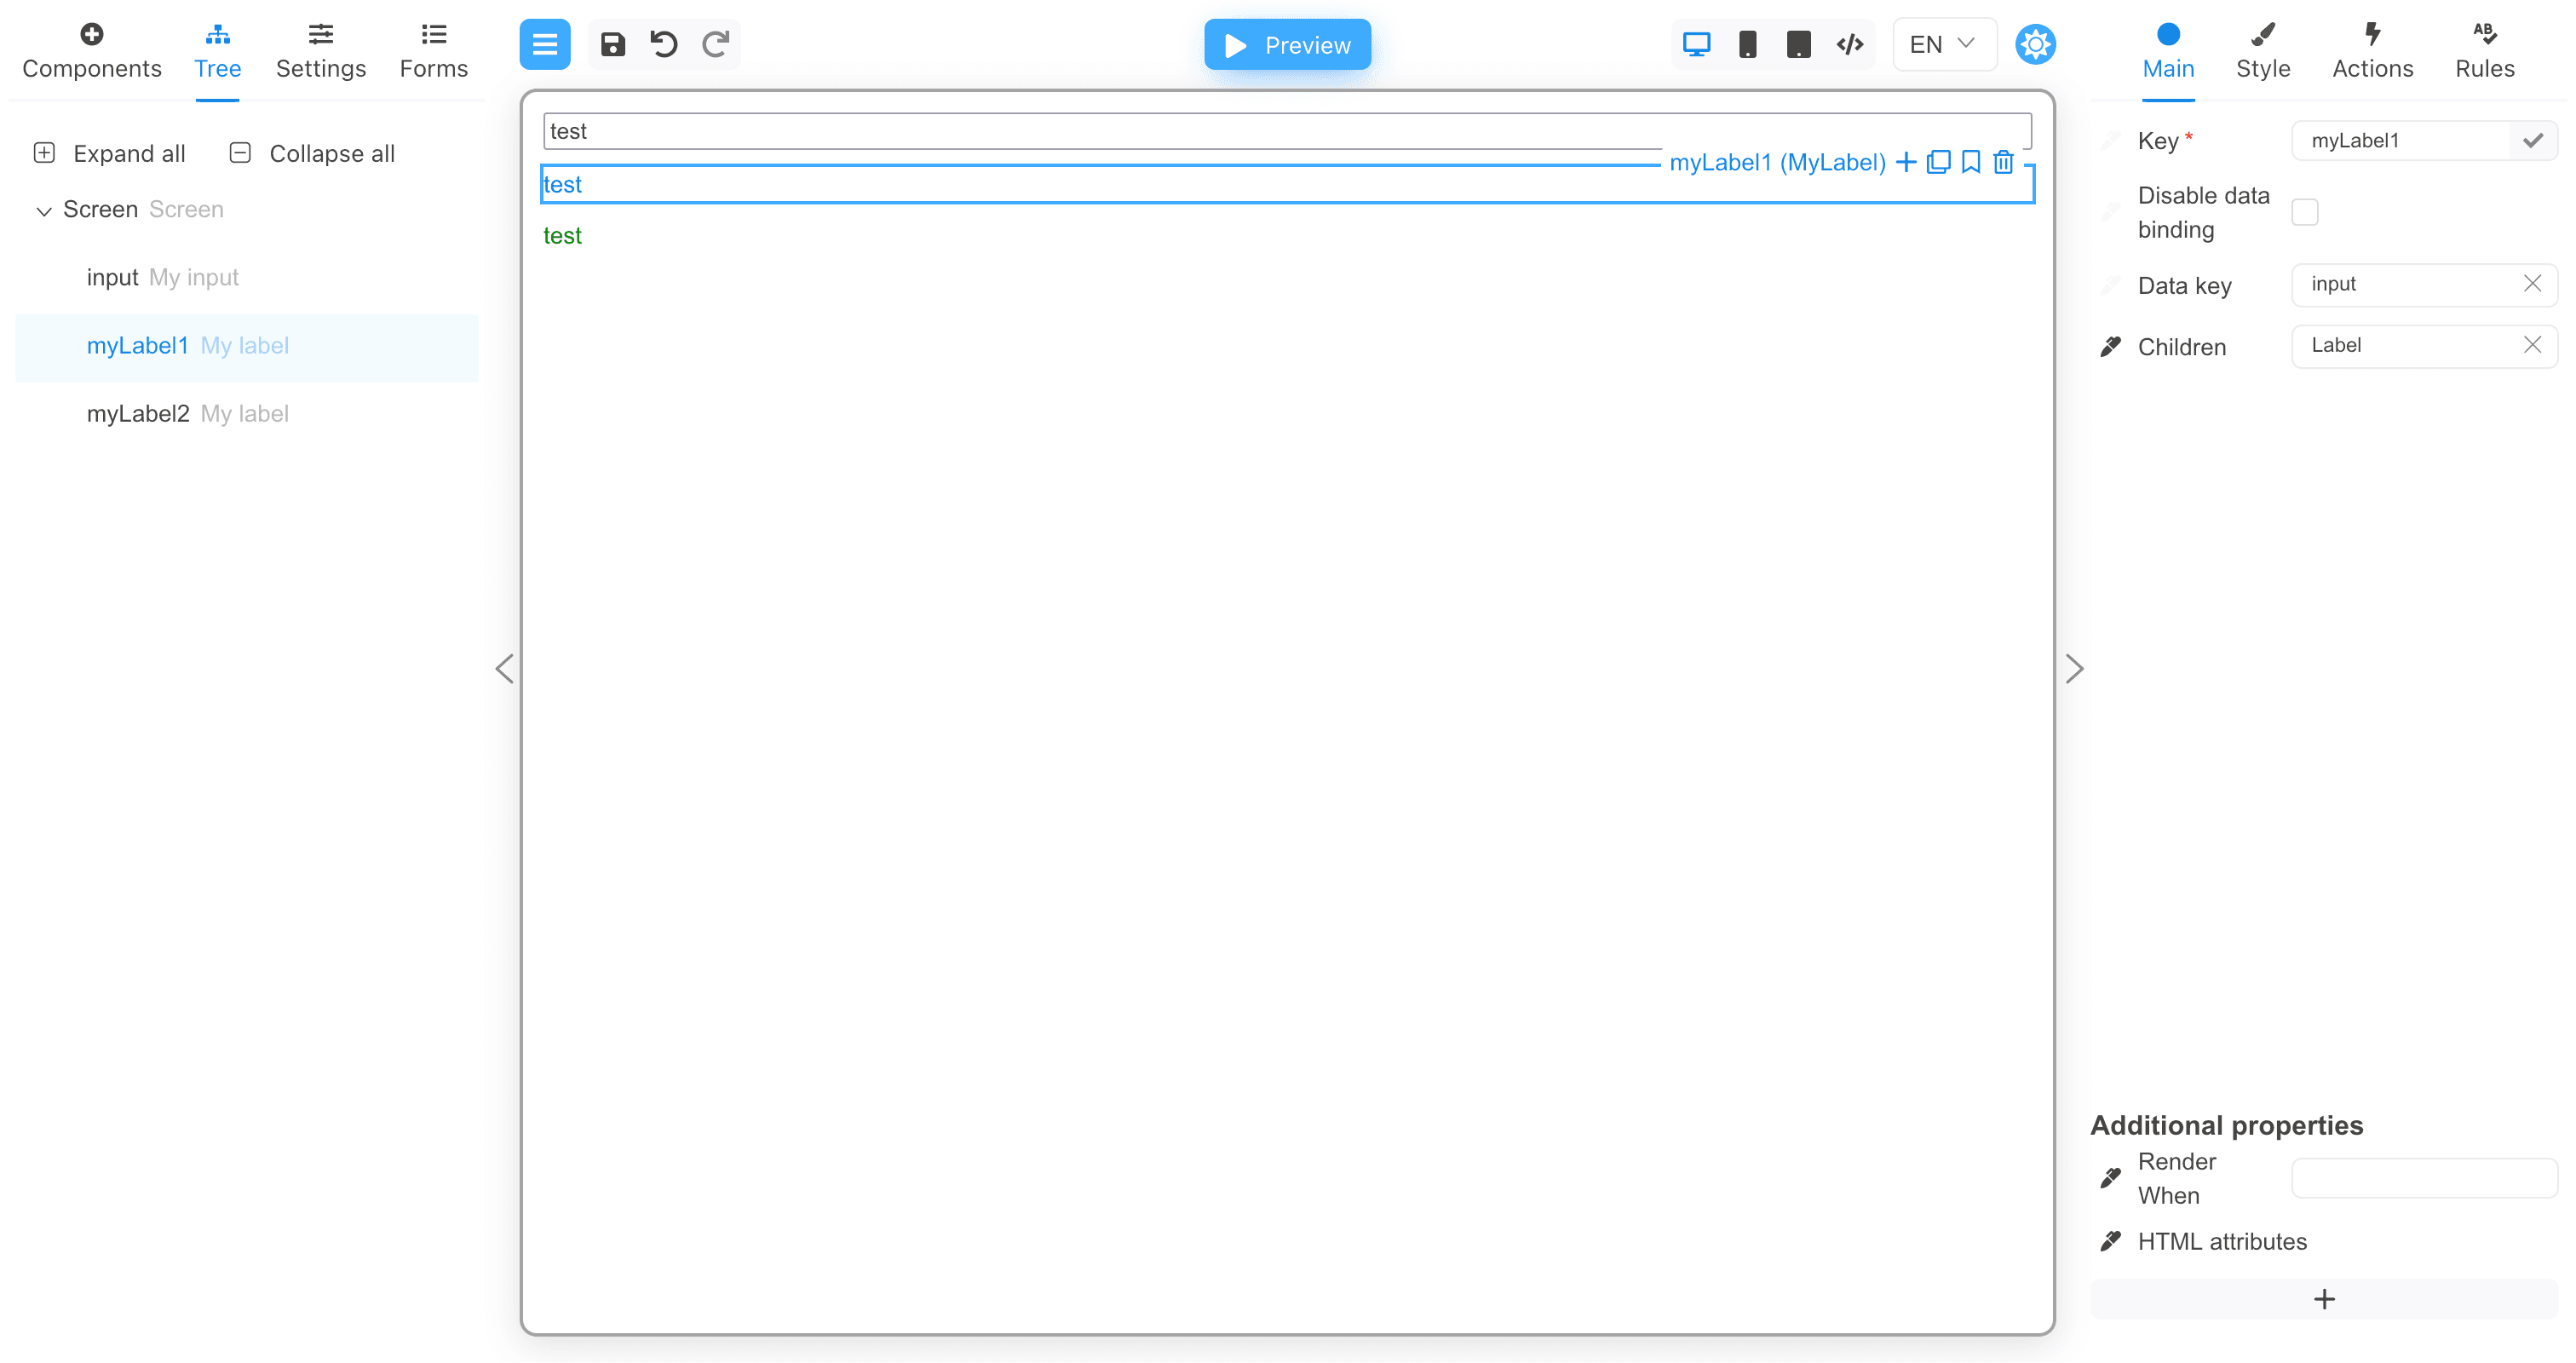 Components Tree Settings Forms
Preview
EN
Main Style Actions Rules
Expand all Collapse all
Screen Screen
input My input
myLabel1 My label
myLabel2 My label
test
myLabel1 (MyLabel)
test
test
Key * myLabel1
Disable data
binding
Data key input
Children Label
Additional properties
Render
When
HTML attributes